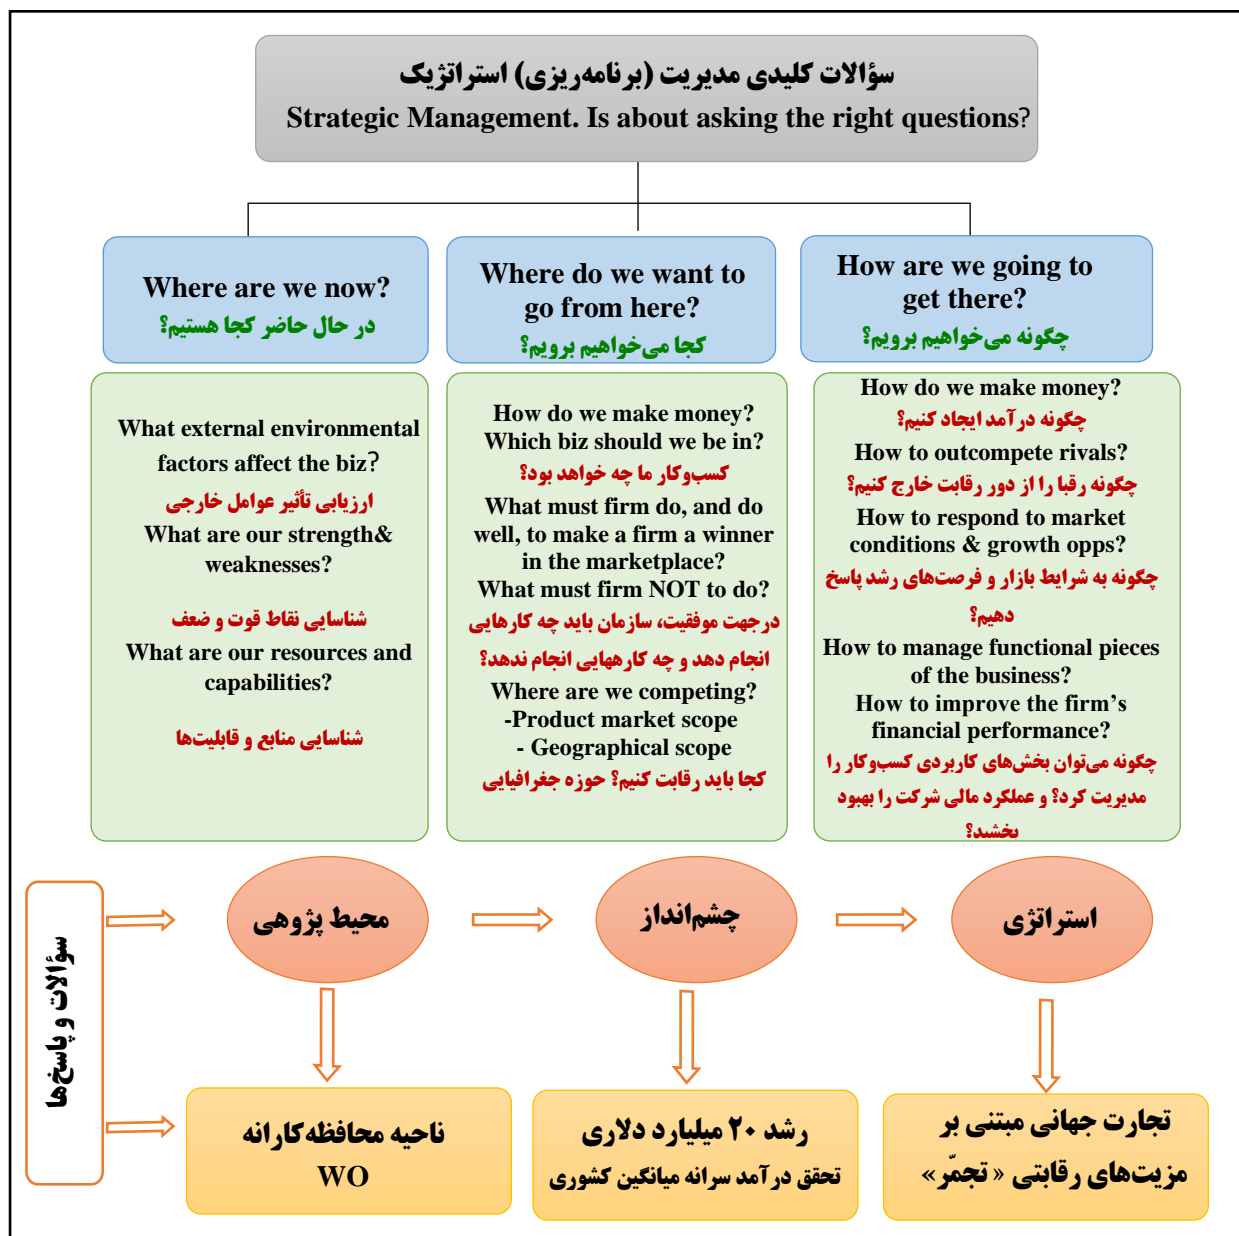 سؤالات کلیدی مدیریت (برنامه‌ریزی) استراتژیک
Strategic Management. Is about asking the right questions?
Where are we now?
در حال حاضر کجا هستیم؟
Where do we want to
go from here?
کجا می‌خواهیم برویم؟
How are we going to
get there?
چگونه می‌خواهیم برویم؟
What external environmental
factors affect the biz?
ارزیابی تأثیر عوامل خارجی
What are our strength&
weaknesses?
شناسایی نقاط قوت و ضعف
What are our resources and
capabilities?
شناسایی منابع و قابلیت‌ها
How do we make money?
Which biz should we be in?
کسب‌وکار ما چه خواهد بود؟
What must firm do, and do
well, to make a firm a winner
in the marketplace?
What must firm NOT to do?
درجهت موفقیت، سازمان باید چه کارهایی
انجام دهد و چه کارهایی انجام ندهد؟
Where are we competing?
-Product market scope
- Geographical scope
کجا باید رقابت کنیم؟ حوزه جغرافیایی
How do we make money?
چگونه درآمد ایجاد کنیم؟
How to outcompete rivals?
چگونه رقبا را از دور رقابت خارج کنیم؟
How to respond to market
conditions & growth opps?
چگونه به شرایط بازار و فرصت‌های رشد پاسخ
دهیم؟
How to manage functional pieces
of the business?
How to improve the firm’s
financial performance?
چگونه می‌توان بخش‌های کاربردی کسب‌وکار را
مدیریت کرد؟ و عملکرد مالی شرکت را بهبود
بخشید؟
سؤالات و پاسخ‌ها
محیط پژوهی
چشم‌انداز
استراتژی
ناحیه محافظه‌کارانه
WO
رشد ۲۰ میلیارد دلاری
تحقق درآمد سرانه میانگین کشوری
تجارت جهانی مبتنی بر
مزیت‌های رقابتی «تجمّر»